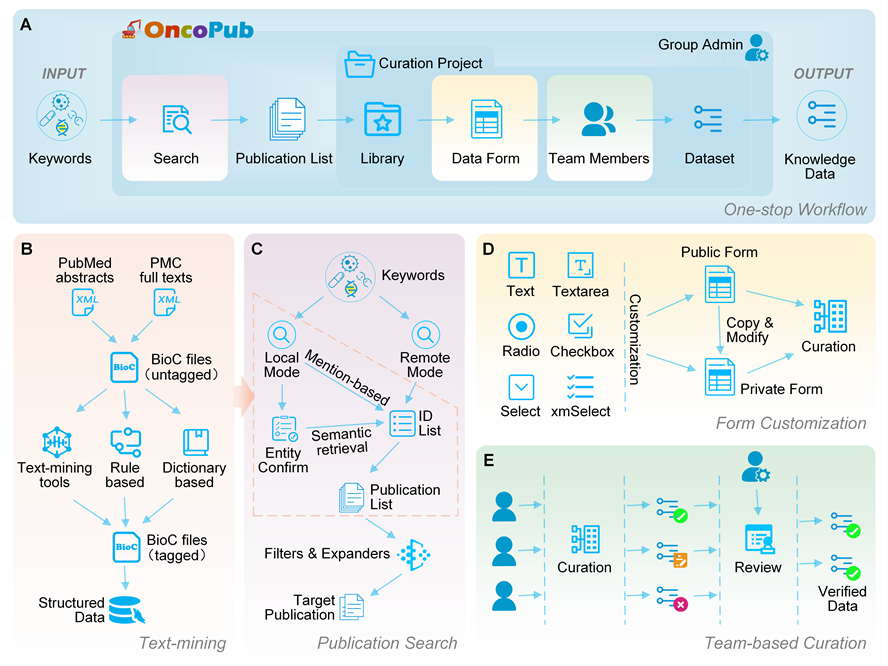 A
OncoPub
Group Admin
INPUT
Curation Project
OUTPUT
Keywords
Search
Publication List
Library
Data Form
Team Members
Dataset
Knowledge
Data
One-stop Workflow
B
PubMed
abstracts
PMC
full texts
XML
XML
BioC
BioC files
(untagged)
Text-mining
tools
Rule
based
Dictionary
based
BioC
BioC files
(tagged)
Structured
Data
Text-mining
C
Keywords
Local
Mode
Mention-based
Remote
Mode
ID
List
Entity
Confirm
Semantic
retrieval
Publication
List
Filters & Expanders
Target
Publication
Publication Search
D
T
Text
T
Textarea
Radio
Checkbox
Select
xmSelect
Customization
Public Form
Copy &
Modify
Private Form
Curation
Form Customization
E
Curation
Review
Verified
Data
Team-based Curation